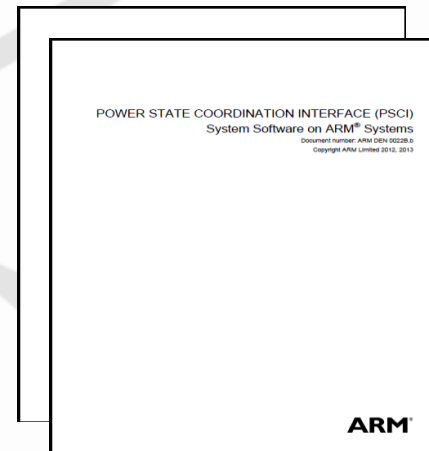 POWER STATE COORDINATION INTERFACE (PSCI)
System Software on ARM® Systems
Document number: ARM DEN 0022B.b
Copyright ARM Limited 2012, 2013
ARM®